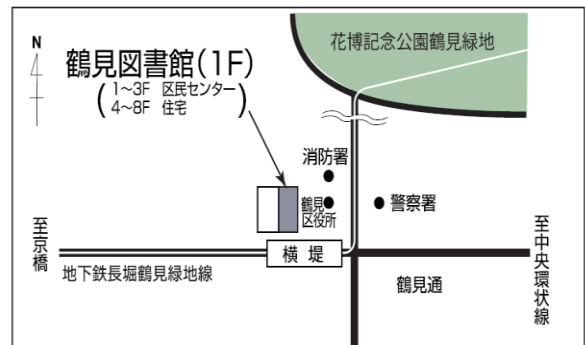 N
花博記念公園鶴見緑地
鶴見図書館(1F)
(1〜3F 区民センター
4〜8F 住宅)
消防署
鶴見
区役所
警察署
至京橋
横堤
地下鉄長堀鶴見緑地線
鶴見通
至中央環状線